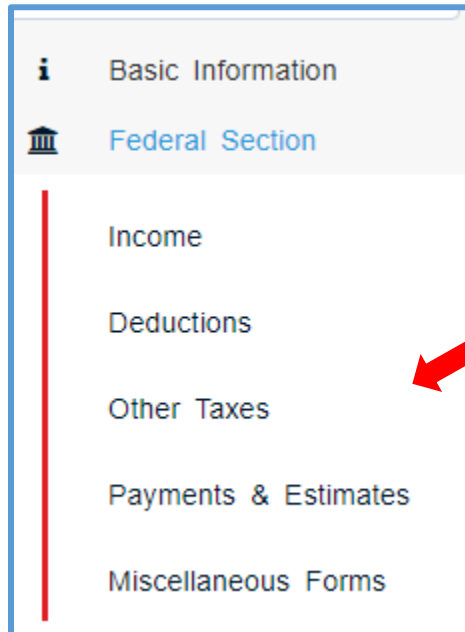 Basic Information
Federal Section
Income
Deductions
Other Taxes
Payments & Estimates
Miscellaneous Forms